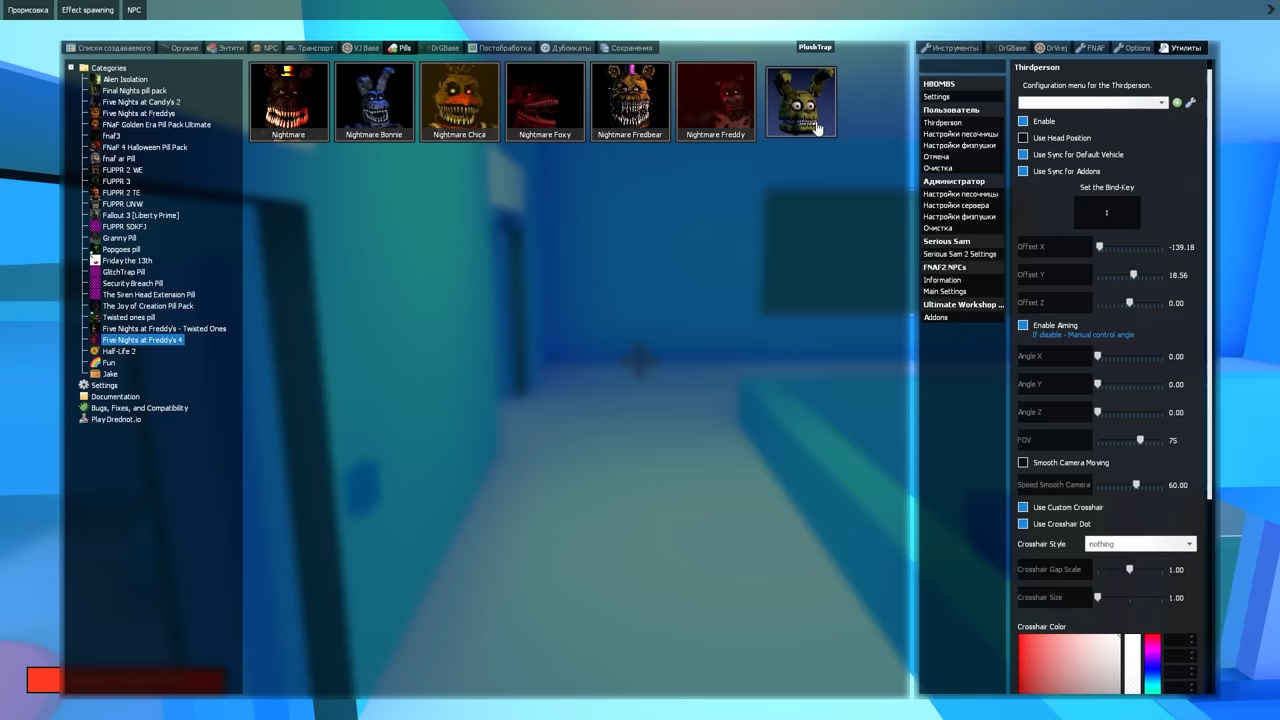 Прорисовка
Effect spawning
NPC
Списки создаваемого
Оружие
Энтити
NPC
Транспорт
VJ Base
Pills
DrGBase
Постобработка
Дубликаты
Сохранения
PlushTrap
Инструменты
DrGBase
DrVrej
FNAF
Options
Утилиты
Categories
Alien Isolation
Final Nights pill pack
Five Nights at Candy's 2
Five Nights at Freddys
FNaF Golden Era Pill Pack Ultimate
fnaf3
FNaF 4 Halloween Pill Pack
fnaf ar Pill
FUPPR 2 WE
FUPPR 3
FUPPR 2 TE
FUPPR UNW
Fallout 3 [Liberty Prime]
FUPPR SDKFJ
Granny Pill
Popgoes pill
Friday the 13th
GlitchTrap Pill
Security Breach Pill
The Siren Head Extension Pill
The Joy of Creation Pill Pack
Twisted ones pill
Five Nights at Freddy's - Twisted Ones
Five Nights at Freddy's 4
Half-Life 2
Fun
Jake
Settings
Documentation
Bugs, Fixes, and Compatibility
Play Drednot.io
Nightmare
Nightmare Bonnie
Nightmare Chica
Nightmare Foxy
Nightmare Fredbear
Nightmare Freddy
HBOMBS
Settings
Пользователь
Thirdperson
Настройки песочницы
Настройки физпушки
Отмена
Очистка
Администратор
Настройки песочницы
Настройки сервера
Настройки физпушки
Очистка
Serious Sam
Serious Sam 2 Settings
FNAF2 NPCs
Information
Main Settings
Ultimate Workshop ...
Addons
Thirdperson
Configuration menu for the Thirdperson.
Enable
Use Head Position
Use Sync for Default Vehicle
Use Sync for Addons
Set the Bind-Key
1
Offset X -139.18
Offset Y 18.56
Offset Z 0.00
Enable Aiming
If disable - Manual control angle
Angle X 0.00
Angle Y 0.00
Angle Z 0.00
FOV 75
Smooth Camera Moving
Speed Smooth Camera 60.00
Use Custom Crosshair
Use Crosshair Dot
Crosshair Style nothing
Crosshair Gap Scale 1.00
Crosshair Size 1.00
Crosshair Color